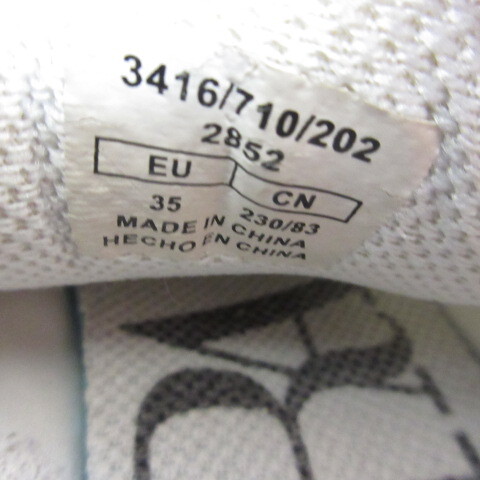 3416/710/202
2852
EU CN
35 230/83
MADE IN CHINA
HECHO EN CHINA